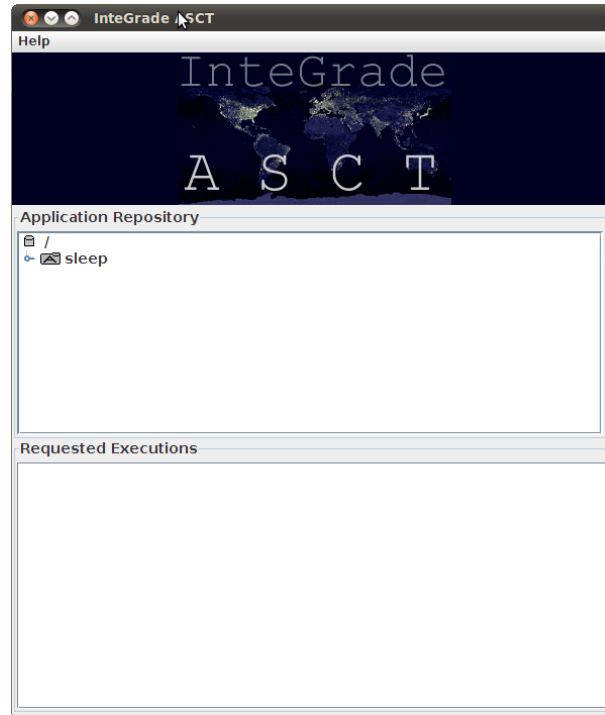 InteGrade ASCT
Help
InteGrade
A S C T
Application Repository
/
sleep
Requested Executions